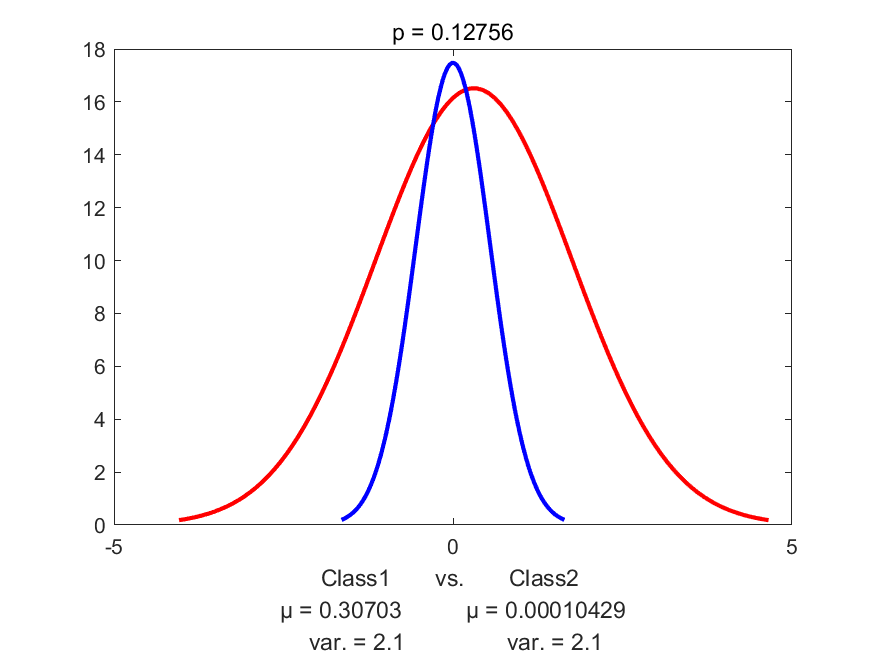 p = 0.12756
18
16
14
12
10
8
6
4
2
0
-5 0 5
Class1 vs. Class2
μ = 0.30703 μ = 0.00010429
var. = 2.1 var. = 2.1